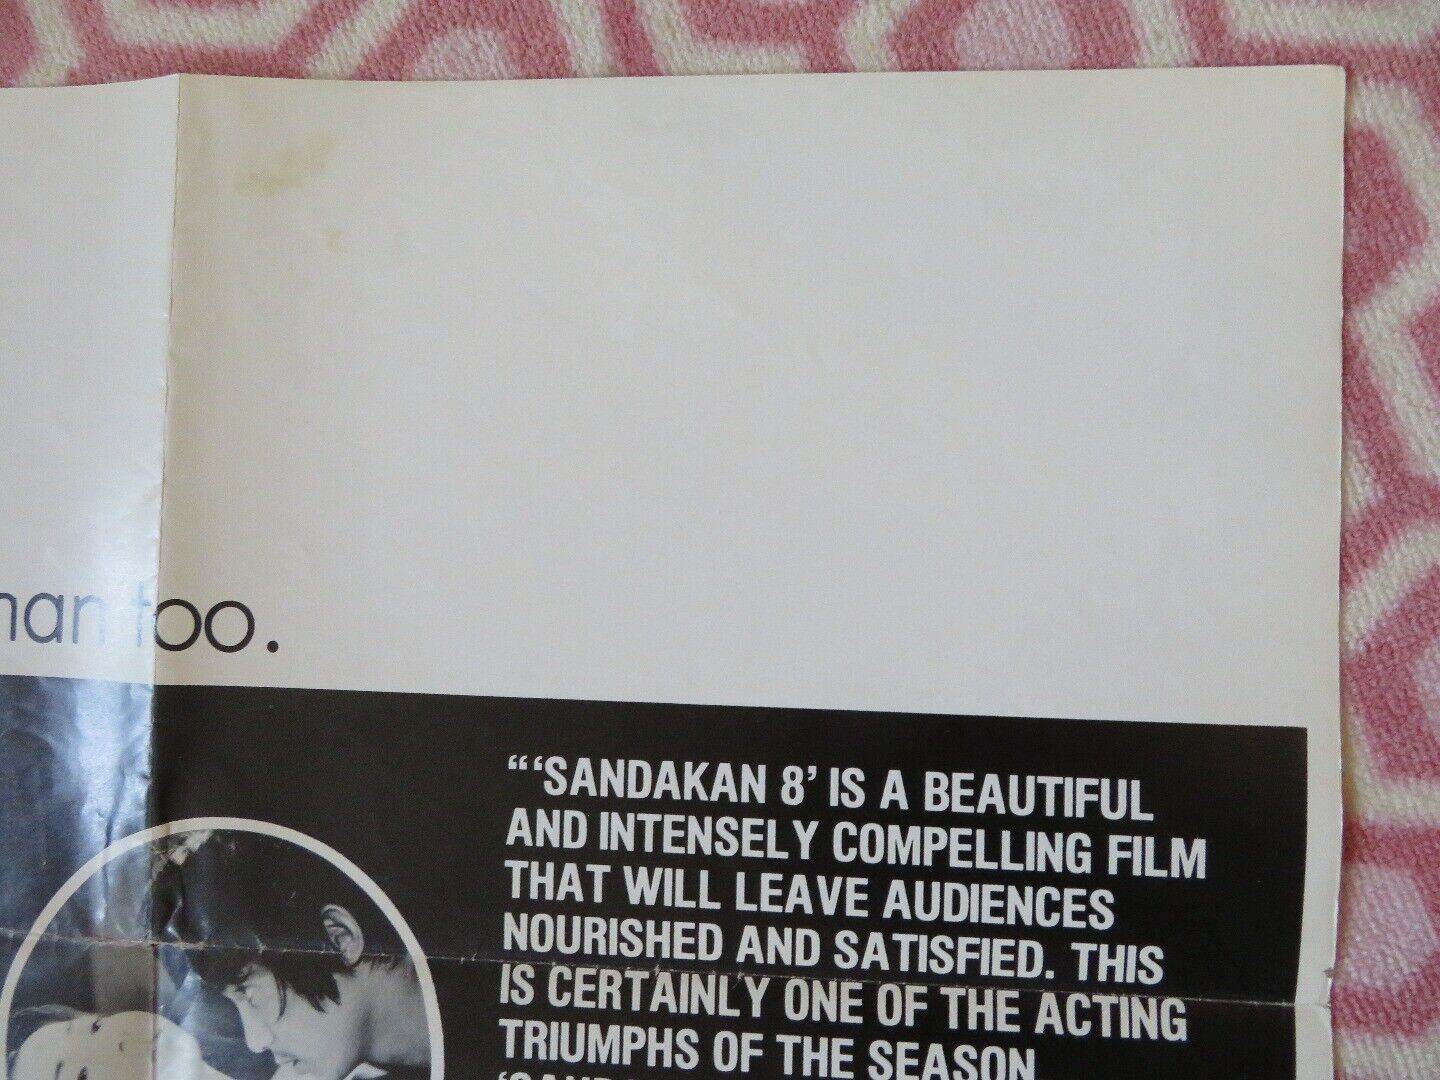 too.
"'SANDAKAN 8' IS A BEAUTIFUL
AND INTENSELY COMPELLING FILM
THAT WILL LEAVE AUDIENCES
NOURISHED AND SATISFIED. THIS
IS CERTAINLY ONE OF THE ACTING
TRIUMPHS OF THE SEASON